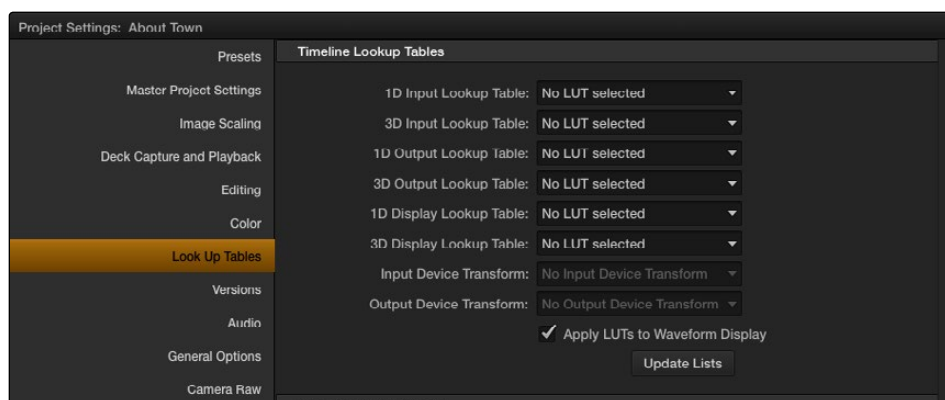 Project Settings: About Town
Presets
Master Project Settings
Image Scaling
Deck Capture and Playback
Editing
Color
Look Up Tables
Versions
Audio
General Options
Camera Raw
Timeline Lookup Tables
1D Input Lookup Table: No LUT selected
3D Input Lookup Table: No LUT selected
1D Output Lookup Table: No LUT selected
3D Output Lookup Table: No LUT selected
1D Display Lookup Table: No LUT selected
3D Display Lookup Table: No LUT selected
Input Device Transform: No Input Device Transform
Output Device Transform: No Output Device Transform
Apply LUTs to Waveform Display
Update Lists